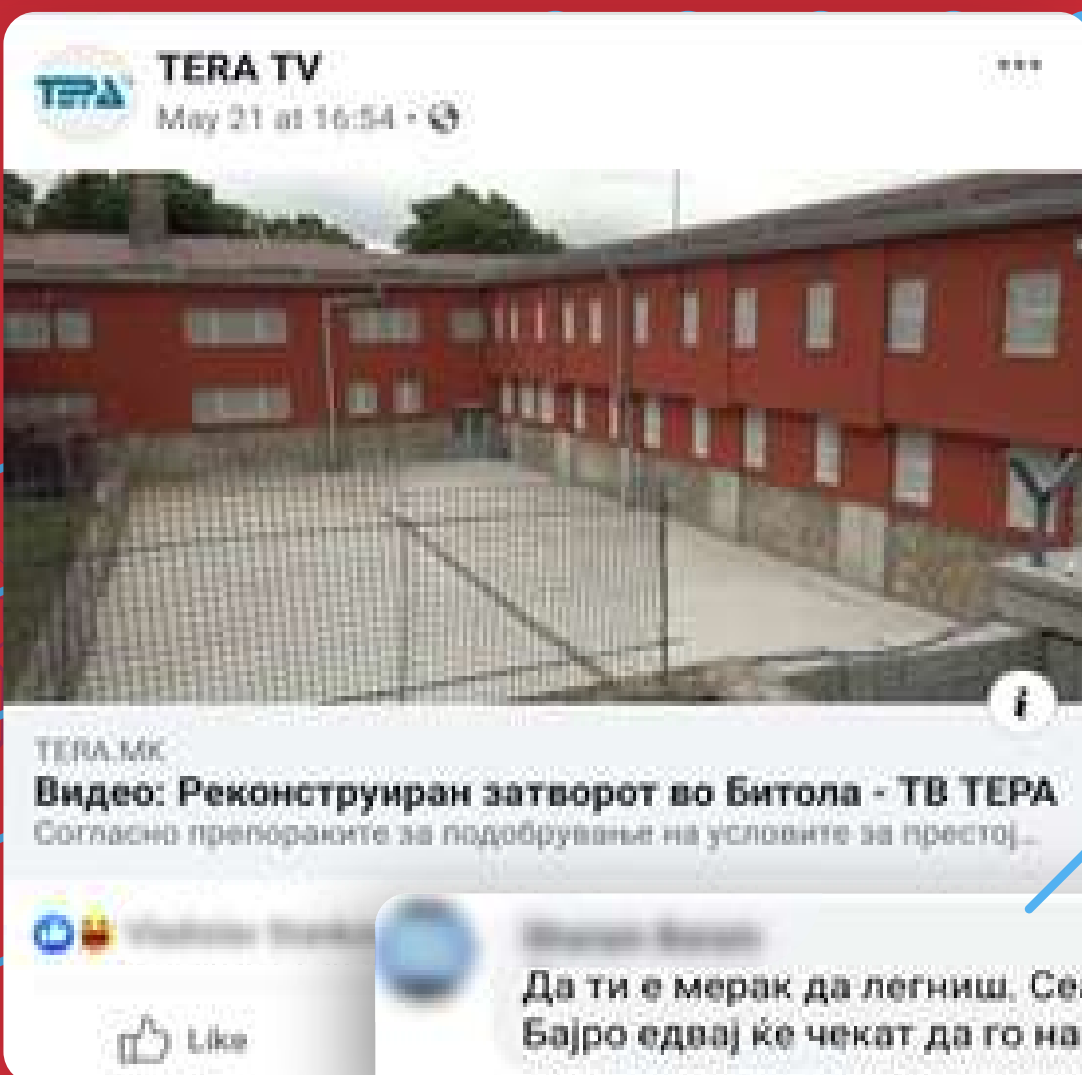 TERA
TERA TV
May 21 at 16:54
TERA.MK
Видео: Реконструиран затворот во Битола - ТВ ТЕРА
Согласно препораките за подобрување на условите за престој...
Да ти е мерак да легниш. Сеа
Бајро едвај ќе чекат да го на
Like